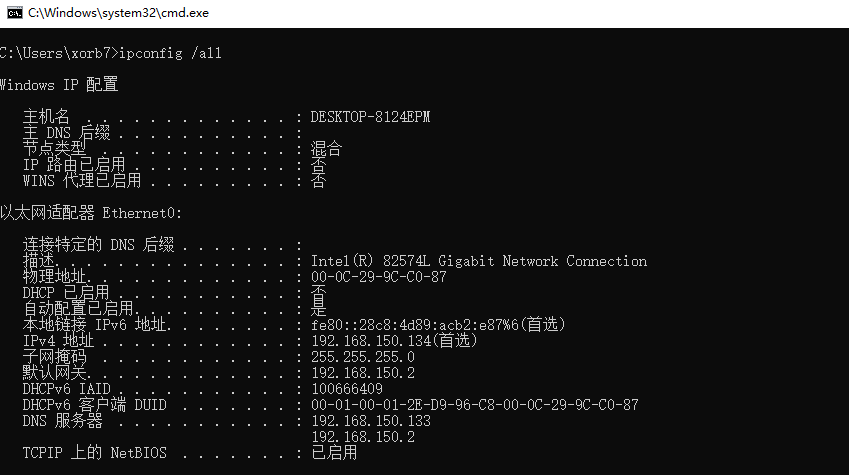 C:\Windows\system32\cmd.exe
C:\Users\xorb7>ipconfig /all
Windows IP 配置
主机名 . . . . . . . . . . . . . : DESKTOP-8124EPM
主 DNS 后缀 . . . . . . . . . . . :
节点类型 . . . . . . . . . . . . : 混合
IP 路由已启用 . . . . . . . . . . : 否
WINS 代理已启用 . . . . . . . . . : 否
以太网适配器 Ethernet0:
连接特定的 DNS 后缀 . . . . . . . :
描述. . . . . . . . . . . . . . . : Intel(R) 82574L Gigabit Network Connection
物理地址. . . . . . . . . . . . . : 00-0C-29-9C-C0-87
DHCP 已启用 . . . . . . . . . . . : 否
自动配置已启用. . . . . . . . . . : 是
本地链接 IPv6 地址. . . . . . . . : fe80::28c8:4d89:acb2:e87%6(首选)
IPv4 地址 . . . . . . . . . . . . : 192.168.150.134(首选)
子网掩码 . . . . . . . . . . . . : 255.255.255.0
默认网关. . . . . . . . . . . . . : 192.168.150.2
DHCPv6 IAID . . . . . . . . . . . : 100666409
DHCPv6 客户端 DUID . . . . . . . : 00-01-00-01-2E-D9-96-C8-00-0C-29-9C-C0-87
DNS 服务器 . . . . . . . . . . . : 192.168.150.133
192.168.150.2
TCPIP 上的 NetBIOS . . . . . . . : 已启用